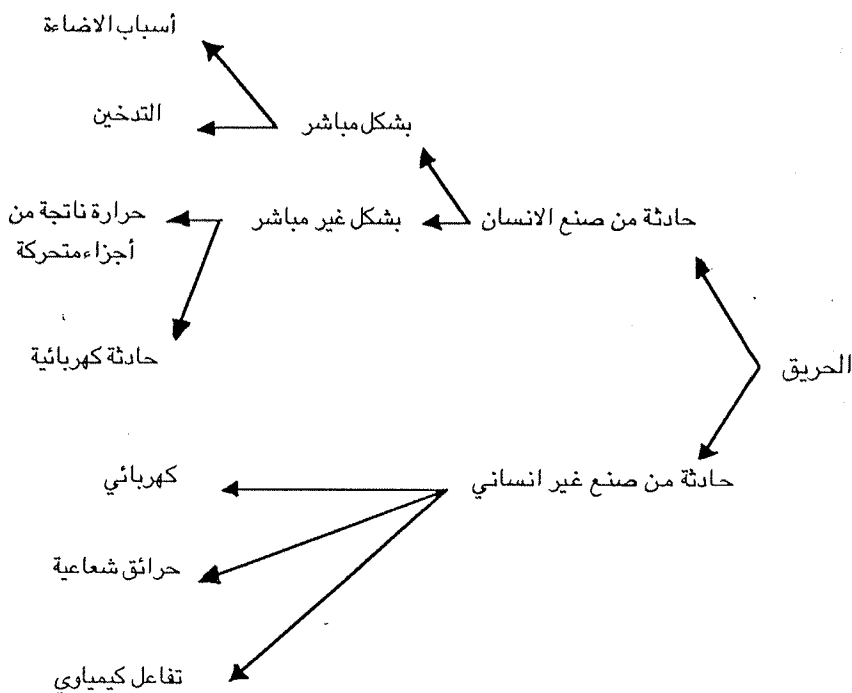 أسباب الاضاءة
التدخين
بشكل مباشر
حرارة ناتجة من
أجزاء متحركة
بشكل غير مباشر
حادثة من صنع الانسان
حادثة كهربائية
الحريق
كهربائي
حادثة من صنع غير انساني
حرائق شعاعية
تفاعل كيمياوي